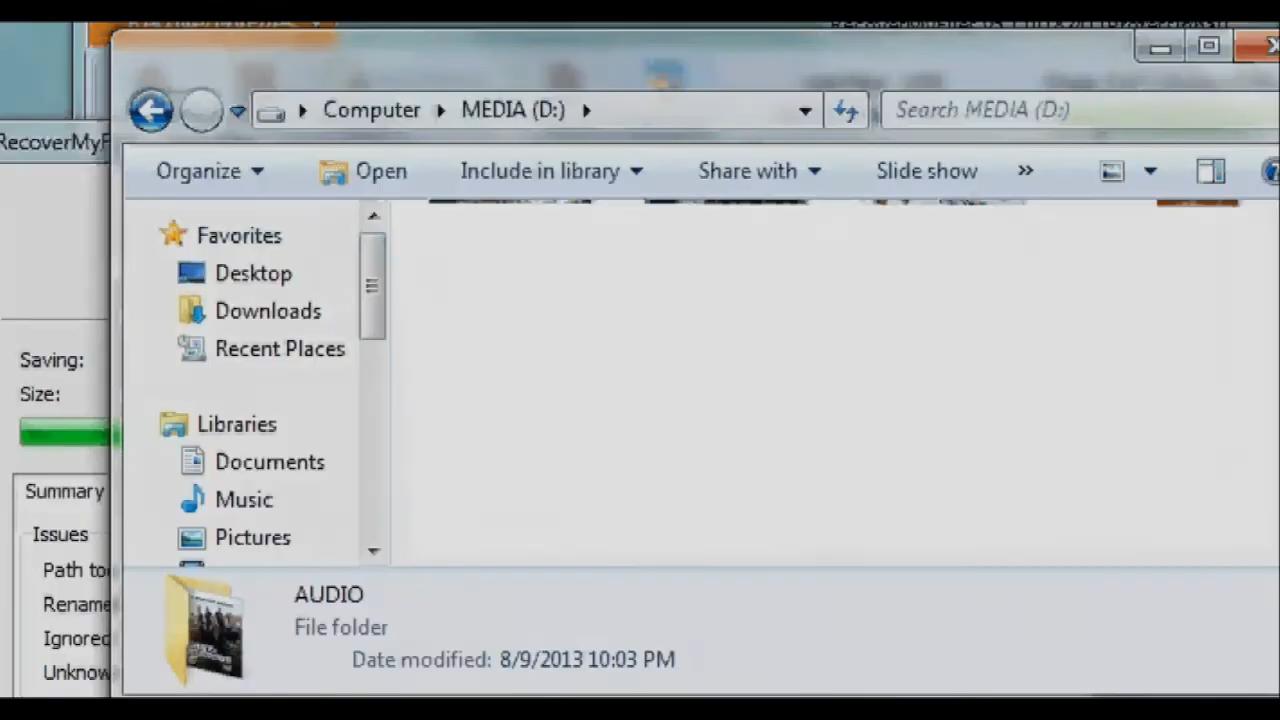 RecoverMyF
Computer
MEDIA (D:)
Search MEDIA (D:)
Organize
Open
Include in library
Share with
Slide show
»
Favorites
Desktop
Downloads
Recent Places
Libraries
Documents
Music
Pictures
Saving:
Size:
Summary
Issues
Path too
Rename
Ignored
Unknow
AUDIO
File folder
Date modified: 8/9/2013 10:03 PM